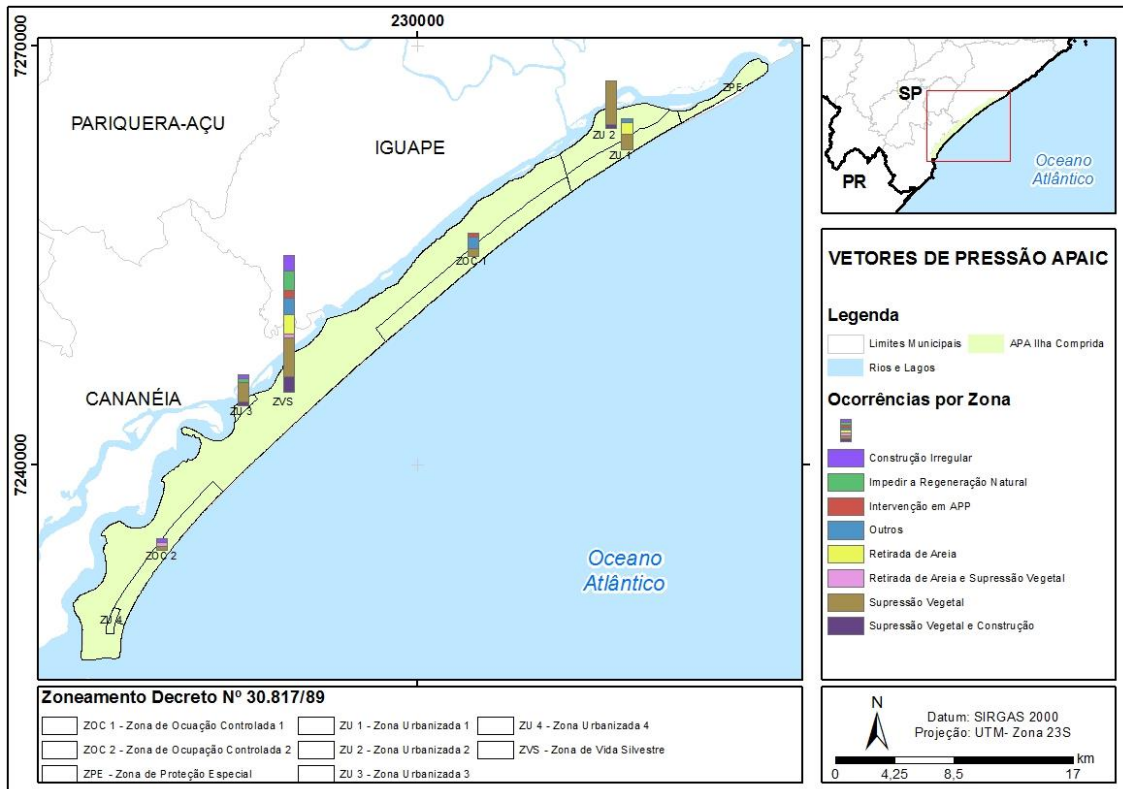 230000
7270000
7240000
PARIQUERA-AÇU
IGUAPE
CANANÉIA
ZPE
ZU 2
ZU 1
ZOC 1
ZVS
ZU 3
ZOC 2
ZU 4
Oceano
Atlântico
SP
PR
Oceano
Atlântico
VETORES DE PRESSÃO APAIC
Legenda
Limites Municipais
APA Ilha Comprida
Rios e Lagos
Ocorrências por Zona
Construção Irregular
Impedir a Regeneração Natural
Intervenção em APP
Outros
Retirada de Areia
Retirada de Areia e Supressão Vegetal
Supressão Vegetal
Supressão Vegetal e Construção
Zoneamento Decreto Nº 30.817/89
ZOC 1 - Zona de Ocuação Controlada 1
ZU 1 - Zona Urbanizada 1
ZU 4 - Zona Urbanizada 4
ZOC 2 - Zona de Ocupação Controlada 2
ZU 2 - Zona Urbanizada 2
ZVS - Zona de Vida Silvestre
ZPE - Zona de Proteção Especial
ZU 3 - Zona Urbanizada 3
N
Datum: SIRGAS 2000
Projeção: UTM- Zona 23S
km
0 4,25 8,5 17